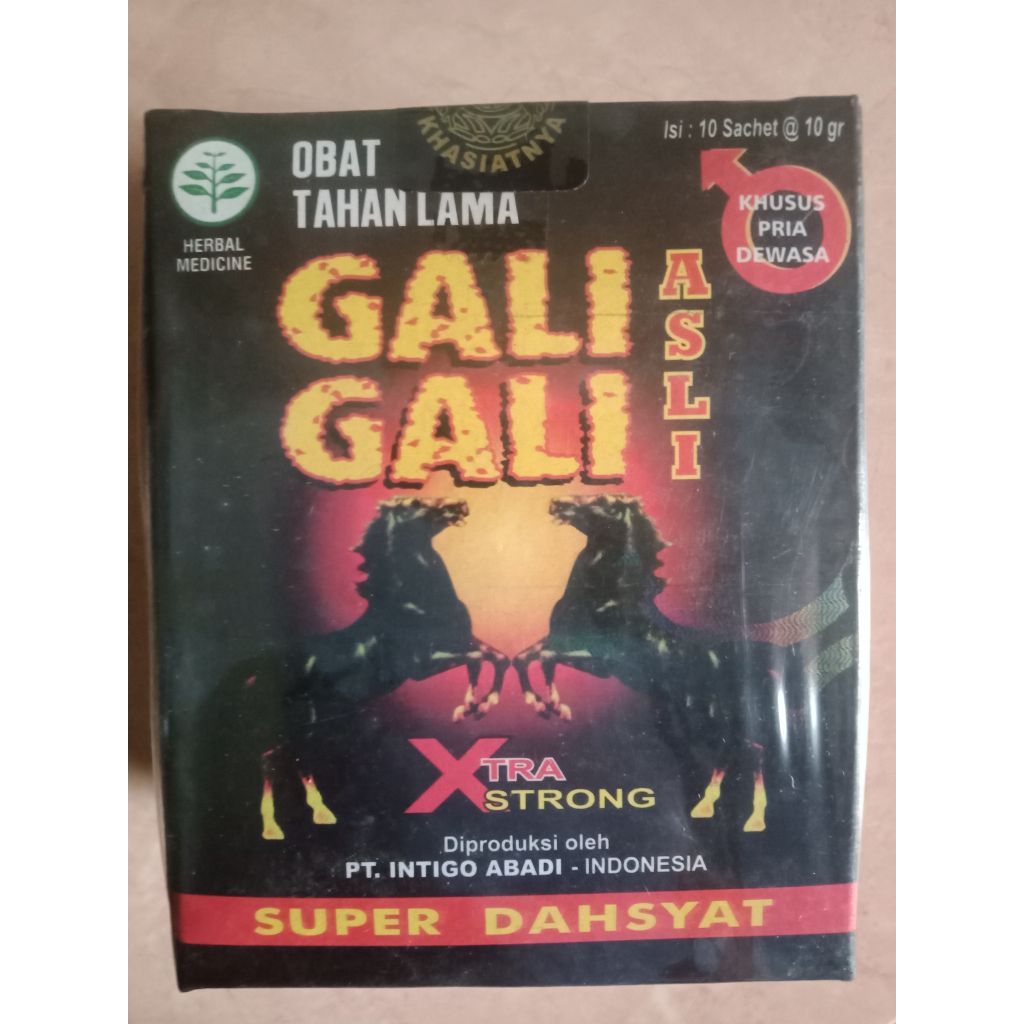 KHASIATNYA
Isi : 10 Sachet @ 10 gr
OBAT
TAHAN LAMA
HERBAL
MEDICINE
KHUSUS
PRIA
DEWASA
GALI
GALI
ASLI
XTRA
STRONG
Diproduksi oleh
PT. INTIGO ABADI - INDONESIA
SUPER DAHSYAT